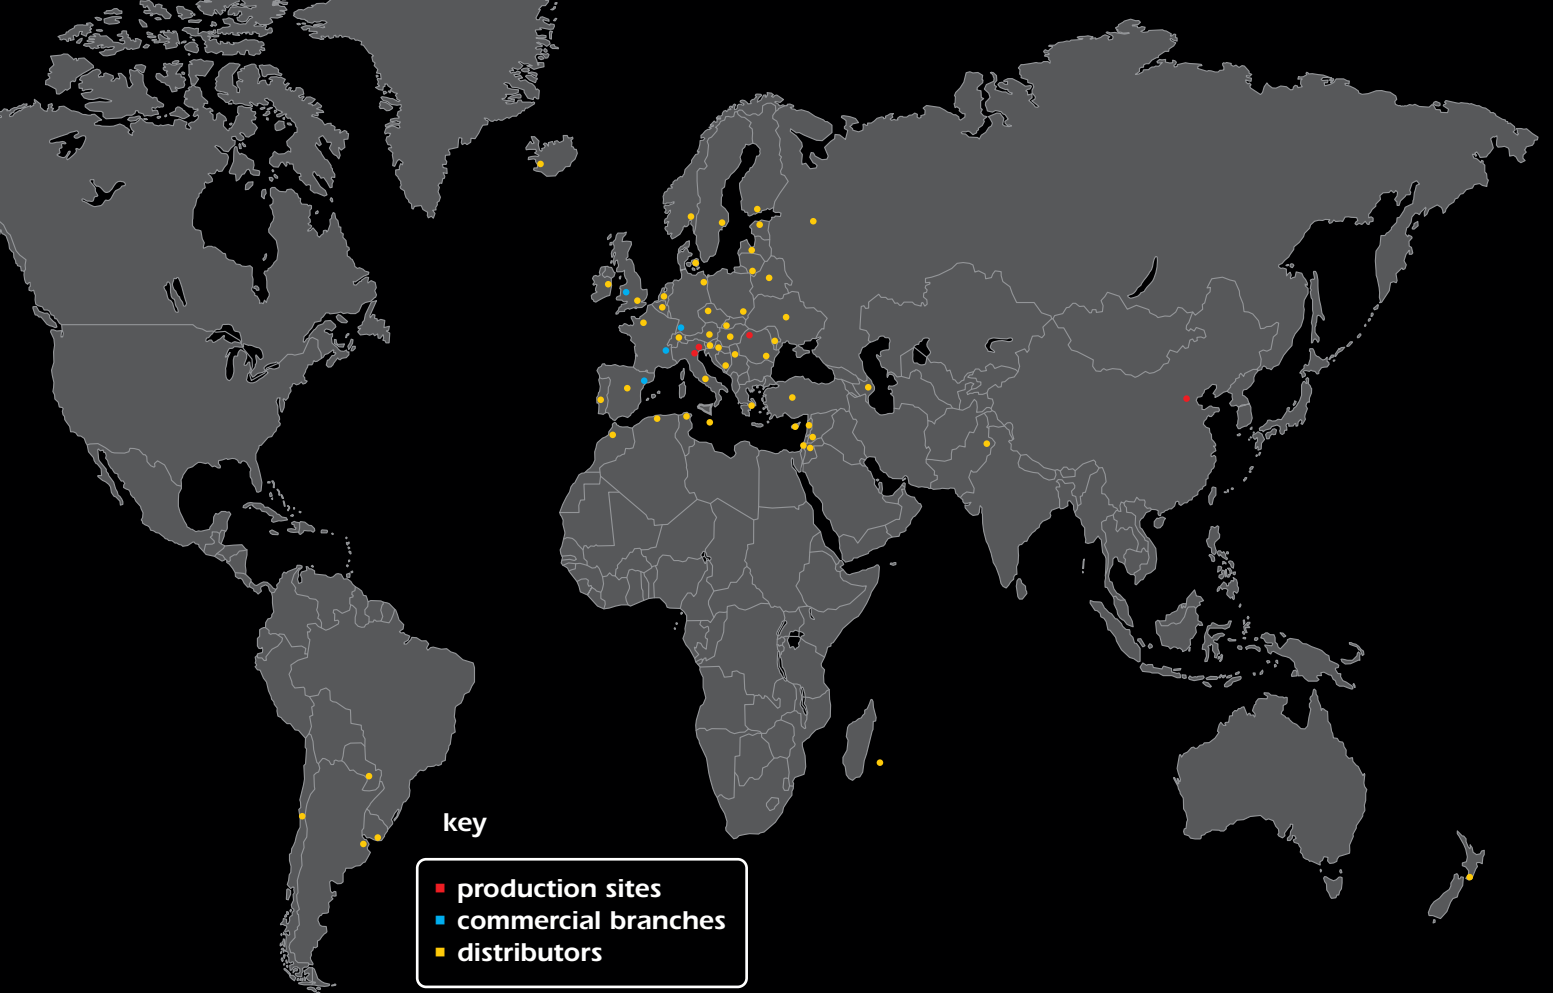 key
production sites
commercial branches
distributors